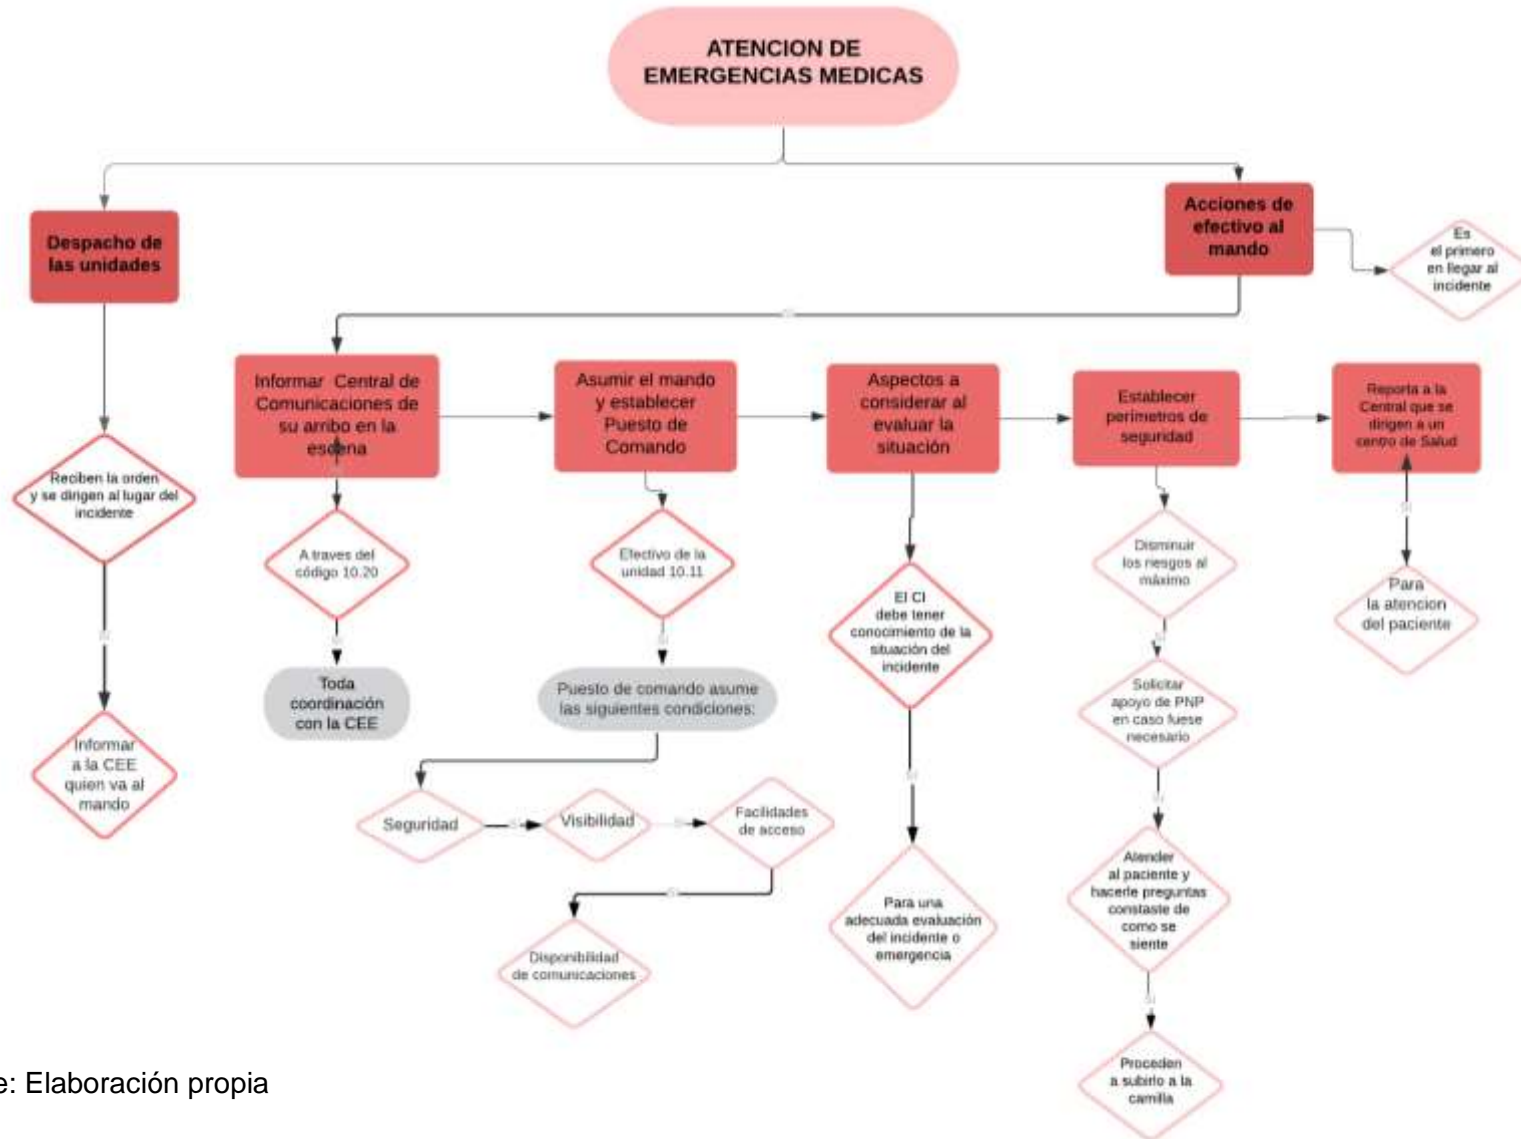 ATENCION DE
EMERGENCIAS MEDICAS
Despacho de
las unidades
Acciones de
efectivo al
mando
Es
el primero
en llegar al
incidente
Informar Central de
Comunicaciones de
su arribo en la
escena
Asumir el mando
y establecer
Puesto de
Comando
Aspectos a
considerar al
evaluar la
situación
Establecer
perímetros de
seguridad
Reporta a la
Central que se
dirigen a un
centro de Salud
Reciben la orden
y se dirigen al lugar del
incidente
A traves del
código 10.20
Efectivo de la
unidad 10.11
El CI
debe tener
conocimiento de la
situación del
incidente
Disminuir
los riesgos al
máximo
Para
la atencion
del paciente
Toda
coordinación
con la CEE
Puesto de comando asume
las siguientes condiciones:
Solicitar
apoyo de PNP
en caso fuese
necesario
Informar
a la CEE
quien va al
mando
Seguridad
Visibilidad
Facilidades
de acceso
Disponibilidad
de comunicaciones
Para una
adecuada evaluación
del incidente o
emergencia
Atender
al paciente y
hacerle preguntas
constaste de
como se
siente
Proceden
a subirlo a la
camilla
e: Elaboración propia